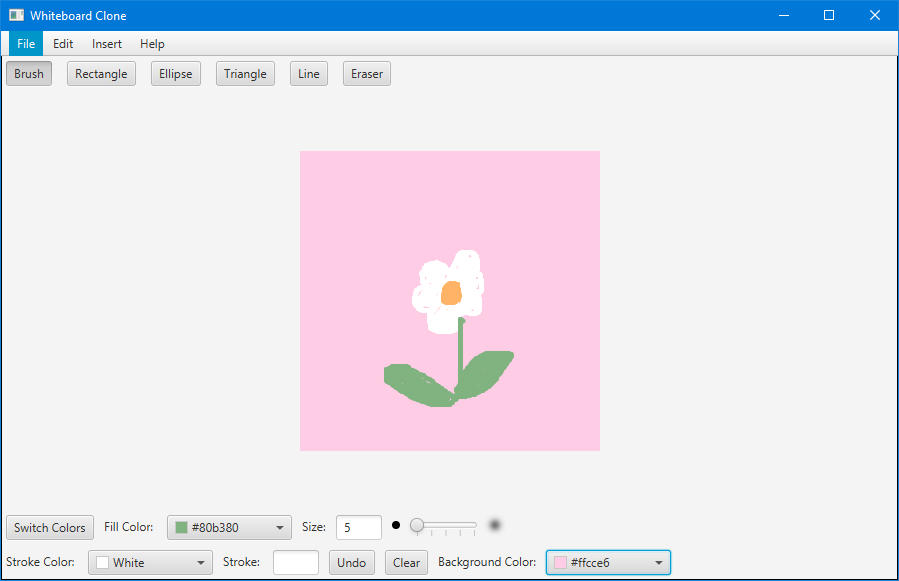 Whiteboard Clone
File Edit Insert Help
Brush Rectangle Ellipse Triangle Line Eraser
Switch Colors Fill Color: #80b380 Size: 5
Stroke Color: White Stroke: Undo Clear Background Color: #ffcce6